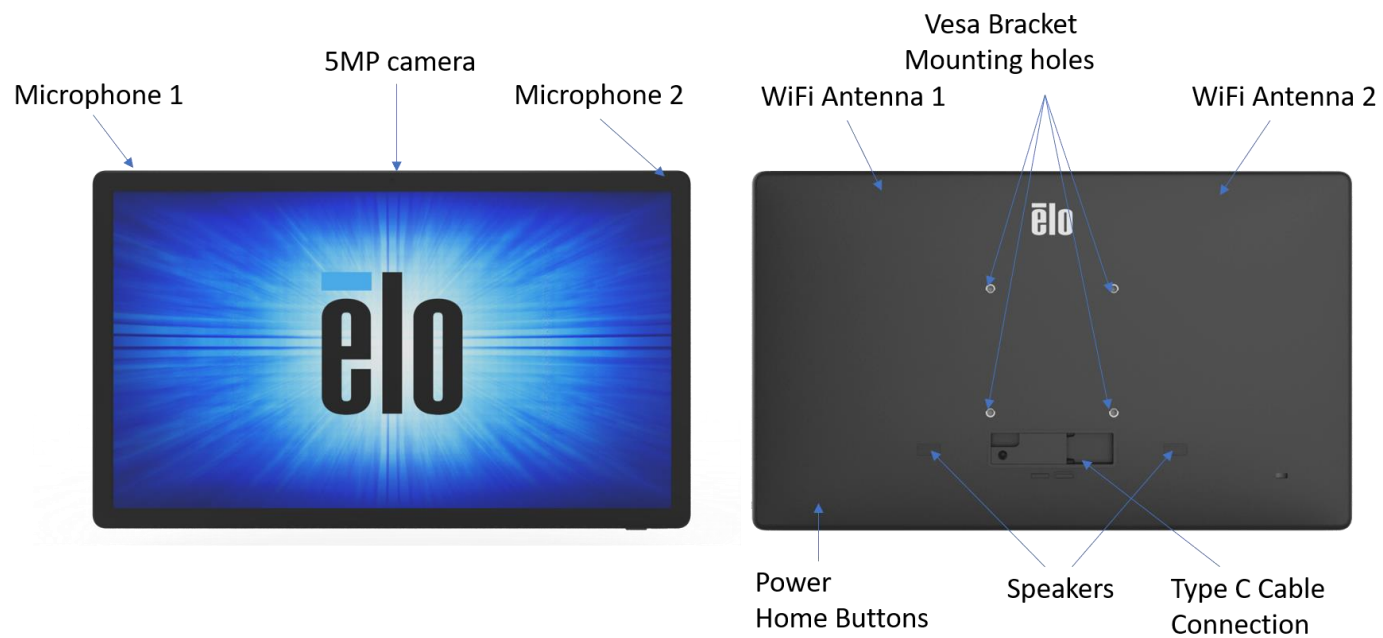 5MP camera
Microphone 1
Microphone 2
ēlo
Vesa Bracket
Mounting holes
WiFi Antenna 1
WiFi Antenna 2
ēlo
Power
Home Buttons
Speakers
Type C Cable
Connection